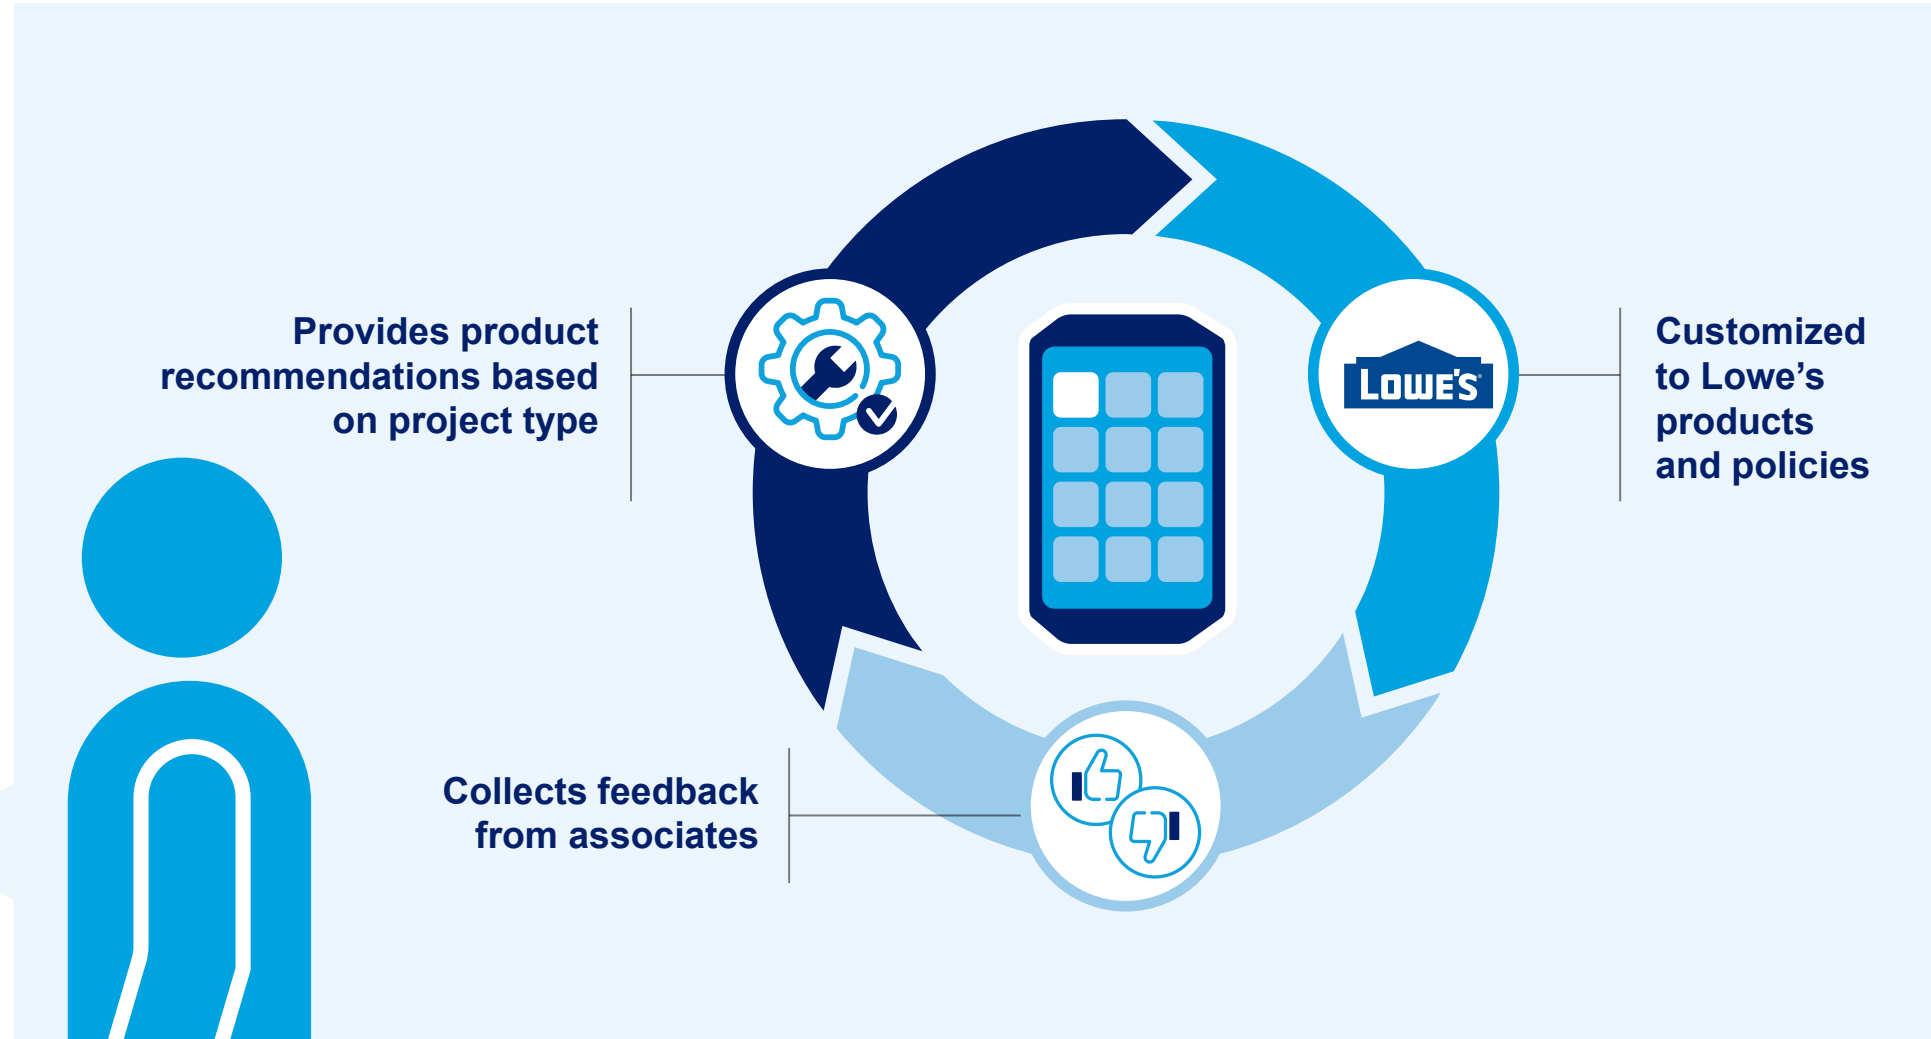 Provides product
recommendations based
on project type
LOWE'S
Customized
to Lowe’s
products
and policies
Collects feedback
from associates